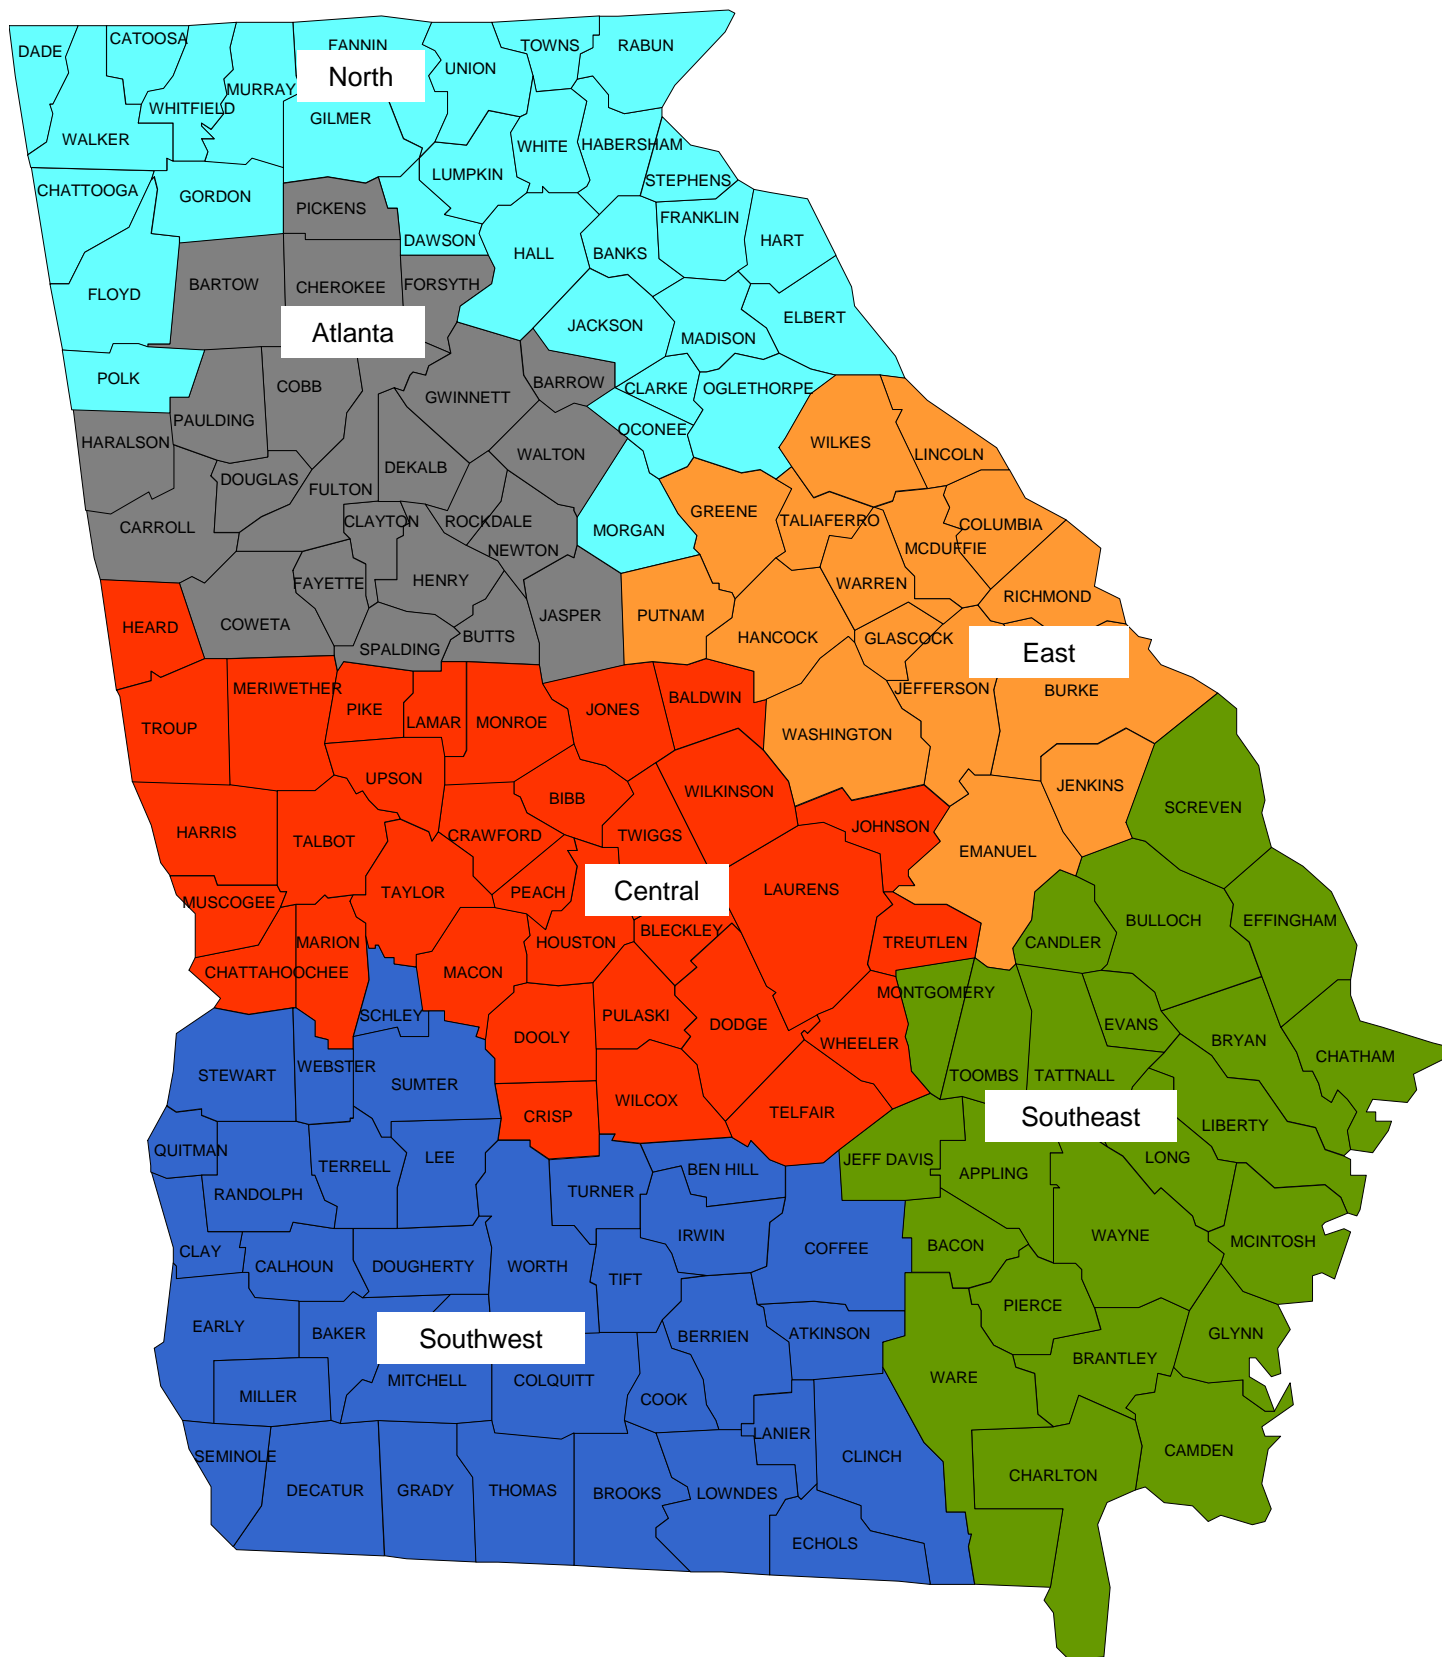 DADE
CATOOSA
FANNIN
TOWNS
RABUN
North
UNION
MURRAY
WHITFIELD
GILMER
WALKER
WHITE
HABERSHAM
LUMPKIN
STEPHENS
CHATTOOGA
GORDON
PICKENS
FRANKLIN
DAWSON
HART
HALL
BANKS
BARTOW
CHEROKEE
FORSYTH
FLOYD
ELBERT
Atlanta
JACKSON
MADISON
POLK
COBB
BARROW
CLARKE
OGLETHORPE
GWINNETT
PAULDING
HARALSON
OCONEE
WILKES
LINCOLN
WALTON
DEKALB
DOUGLAS
FULTON
GREENE
TALIAFERRO
COLUMBIA
CARROLL
CLAYTON
ROCKDALE
MORGAN
NEWTON
MCDUFFIE
FAYETTE
HENRY
WARREN
RICHMOND
HEARD
COWETA
JASPER
PUTNAM
BUTTS
HANCOCK
GLASCOCK
SPALDING
East
MERIWETHER
JEFFERSON
BURKE
BALDWIN
PIKE
JONES
LAMAR
MONROE
TROUP
WASHINGTON
UPSON
JENKINS
WILKINSON
BIBB
SCREVEN
HARRIS
TALBOT
CRAWFORD
TWIGGS
JOHNSON
EMANUEL
TAYLOR
PEACH
Central
LAURENS
MUSCOGEE
BULLOCH
EFFINGHAM
MARION
HOUSTON
BLECKLEY
TREUTLEN
CANDLER
CHATTAHOOCHEE
MACON
MONTGOMERY
SCHLEY
PULASKI
DODGE
EVANS
DOOLY
WHEELER
BRYAN
CHATHAM
WEBSTER
STEWART
SUMTER
TOOMBS
TATTNALL
WILCOX
TELFAIR
CRISP
Southeast
LIBERTY
QUITMAN
LEE
JEFF DAVIS
LONG
TERRELL
BEN HILL
APPLING
RANDOLPH
TURNER
IRWIN
WAYNE
MCINTOSH
CLAY
COFFEE
BACON
CALHOUN
DOUGHERTY
WORTH
TIFT
PIERCE
EARLY
BAKER
Southwest
BERRIEN
ATKINSON
GLYNN
BRANTLEY
WARE
MITCHELL
COLQUITT
MILLER
COOK
LANIER
CAMDEN
SEMINOLE
CLINCH
CHARLTON
DECATUR
GRADY
THOMAS
BROOKS
LOWNDES
ECHOLS